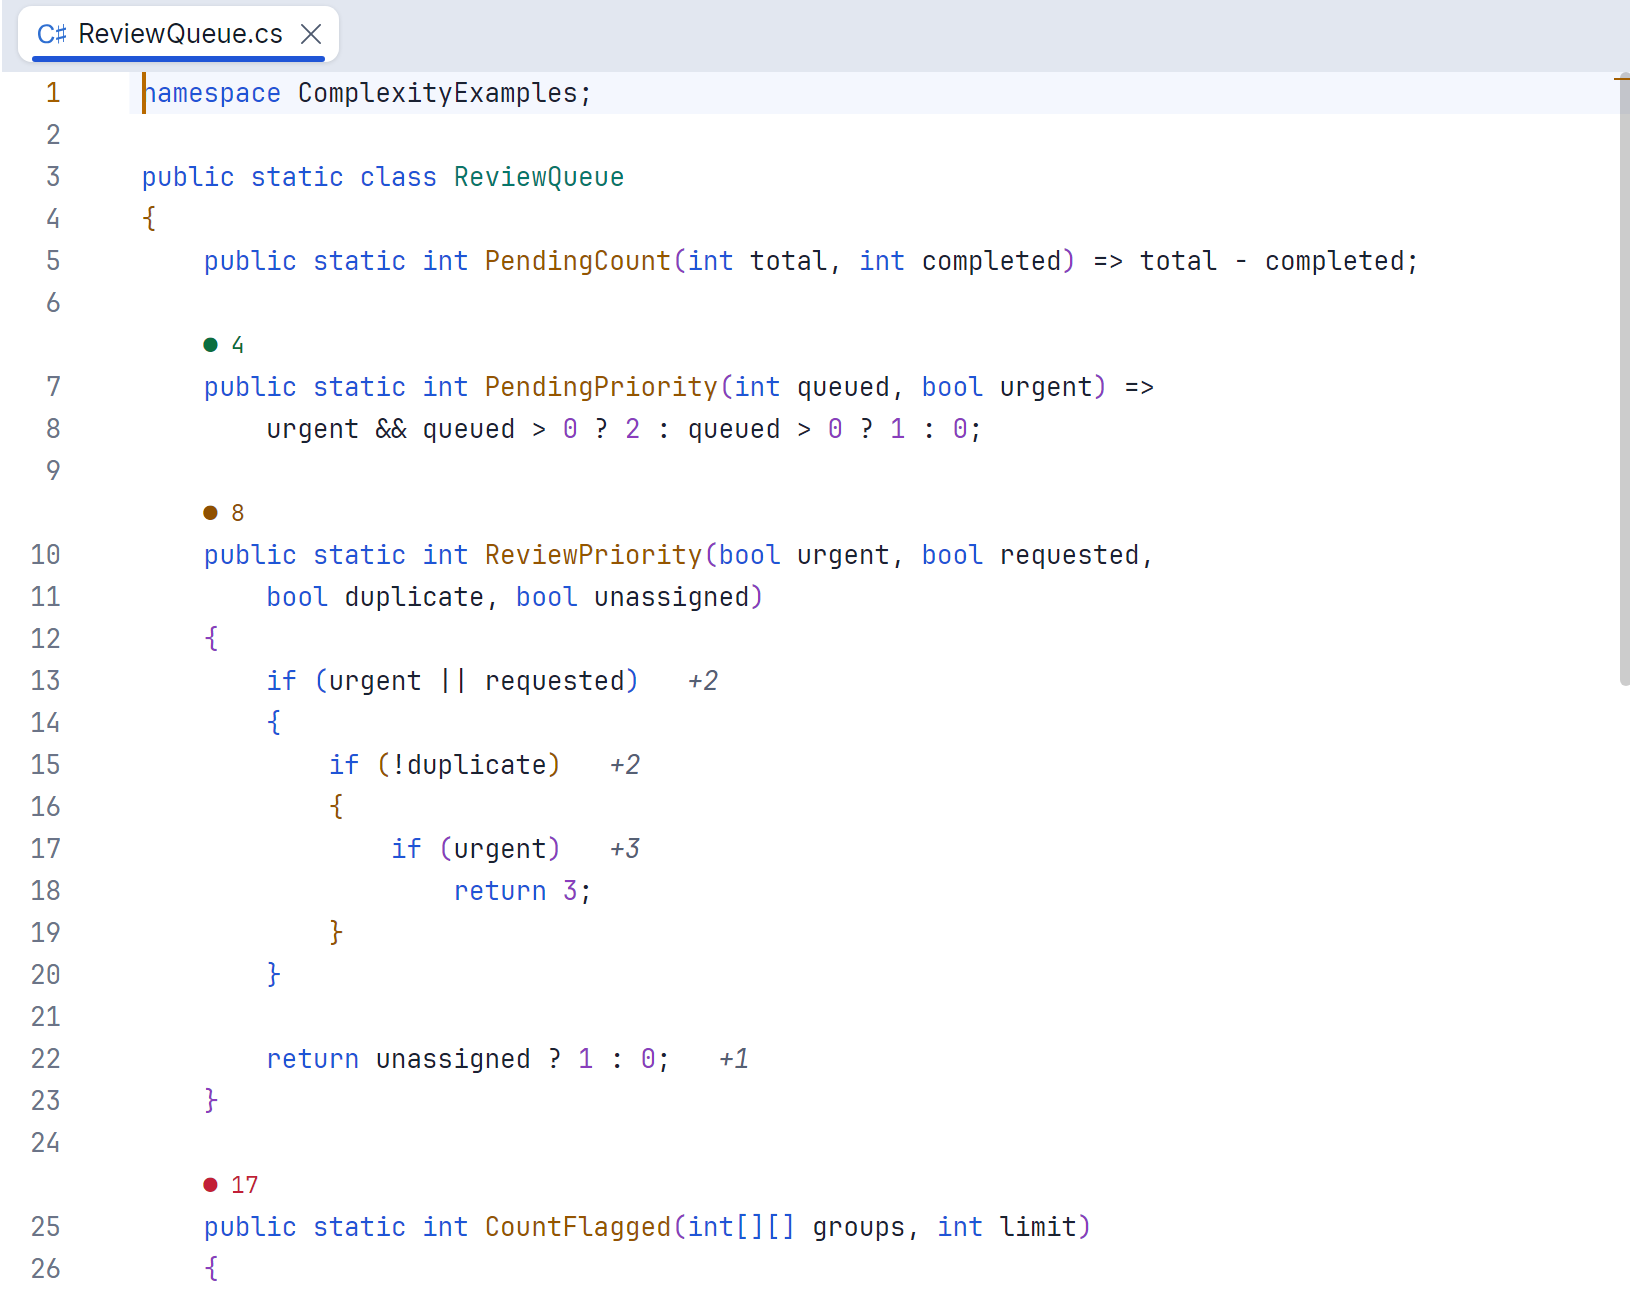 C# ReviewQueue.cs
1 namespace ComplexityExamples;
2
3 public static class ReviewQueue
4 {
5     public static int PendingCount(int total, int completed) => total - completed;
6
    ● 4
7     public static int PendingPriority(int queued, bool urgent) =>
8         urgent && queued > 0 ? 2 : queued > 0 ? 1 : 0;
9
    ● 8
10     public static int ReviewPriority(bool urgent, bool requested,
11         bool duplicate, bool unassigned)
12     {
13         if (urgent || requested)   +2
14         {
15             if (!duplicate)   +2
16             {
17                 if (urgent)   +3
18                     return 3;
19             }
20         }
21
22         return unassigned ? 1 : 0;   +1
23     }
24
    ● 17
25     public static int CountFlagged(int[][] groups, int limit)
26     {